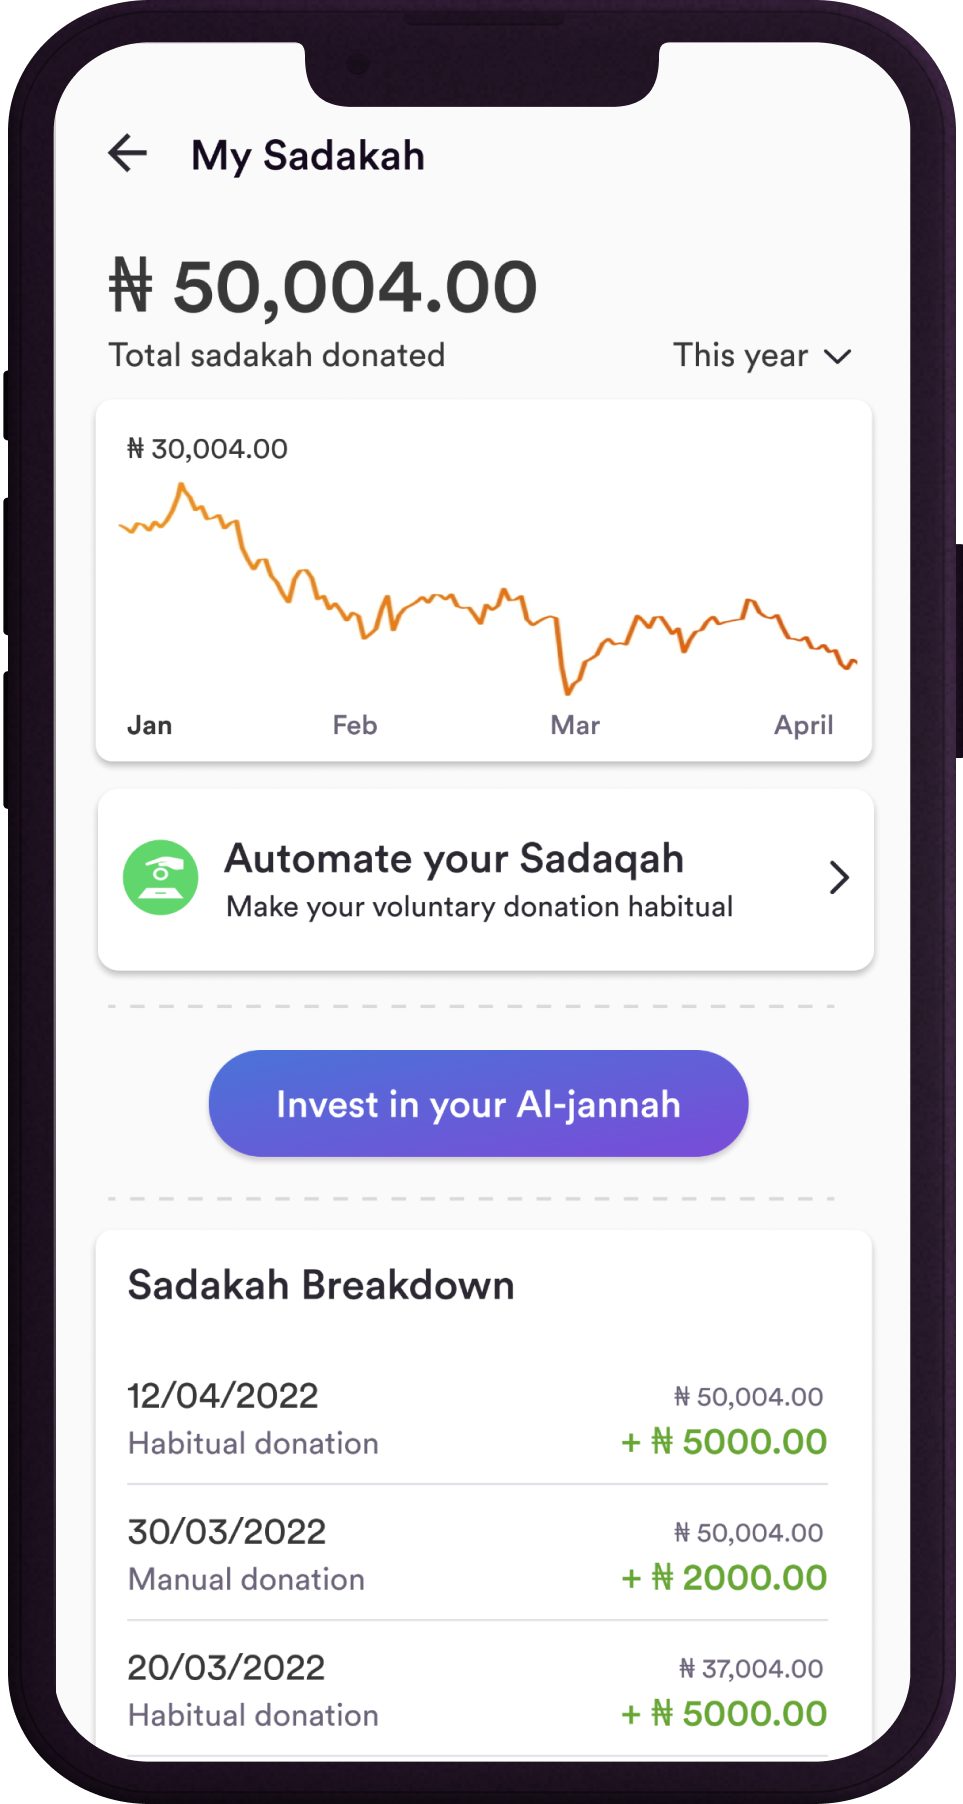 My Sadakah
₦ 50,004.00
Total sadakah donated
This year
₦ 30,004.00
Jan Feb Mar April
Automate your Sadaqah
Make your voluntary donation habitual
Invest in your Al-jannah
Sadakah Breakdown
12/04/2022 ₦ 50,004.00
Habitual donation + ₦ 5000.00
30/03/2022 ₦ 50,004.00
Manual donation + ₦ 2000.00
20/03/2022 ₦ 37,004.00
Habitual donation + ₦ 5000.00